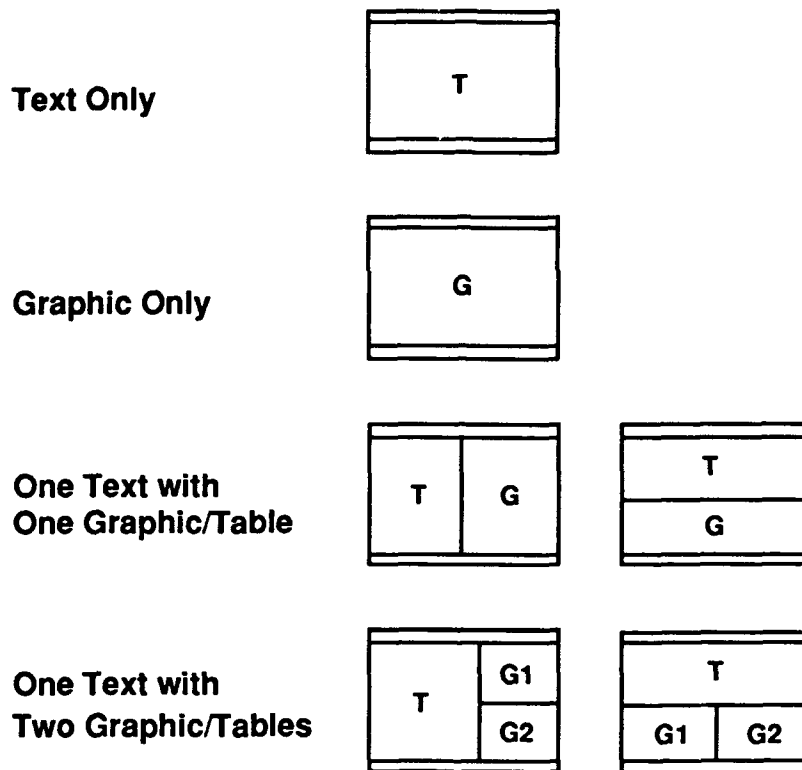 Text Only
T
Graphic Only
G
One Text with
One Graphic/Table
T G
T
G
One Text with
Two Graphic/Tables
T
G1
G2
T
G1 G2